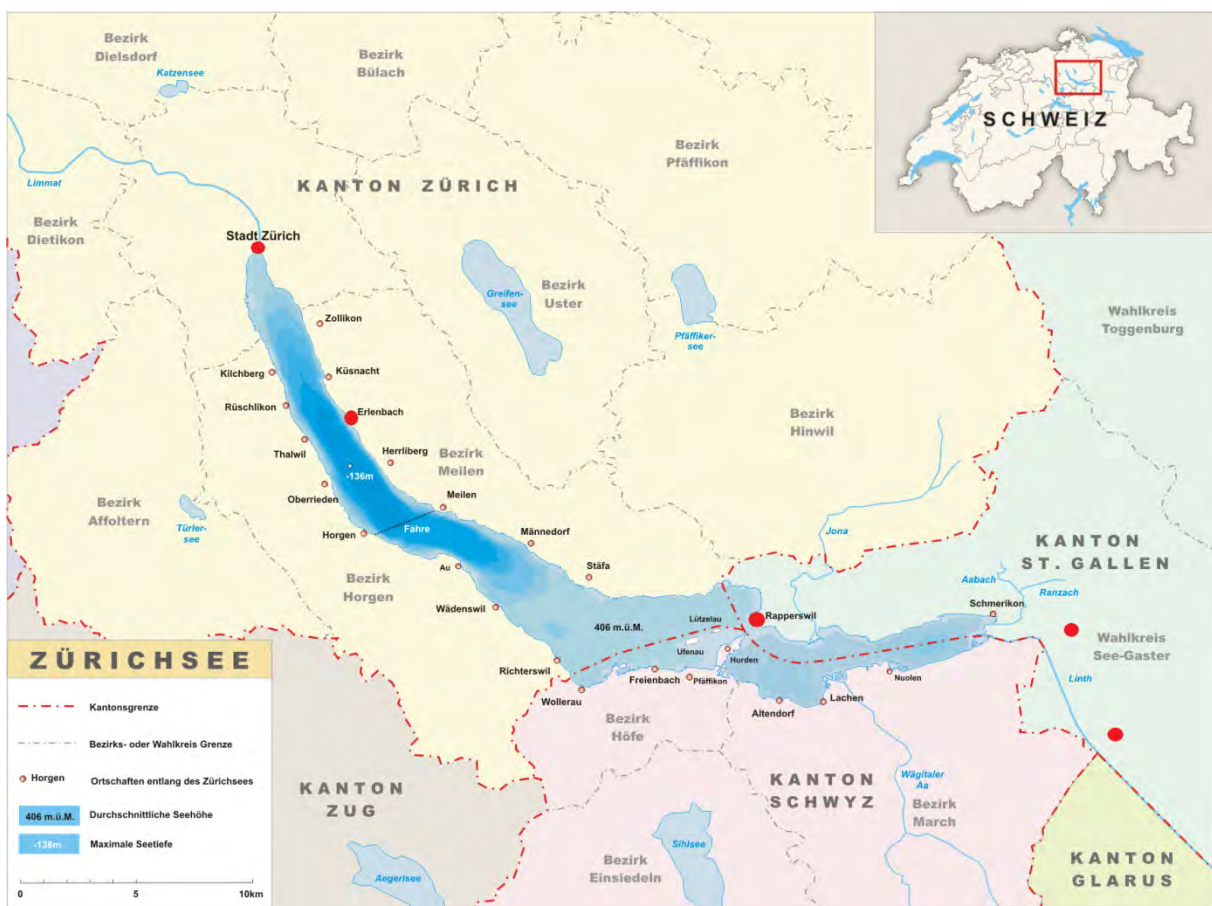 Bezirk
Dielsdorf
Katzensee
Bezirk
Bülach
SCHWEIZ
Bezirk
Pfäffikon
Limmat
KANTON ZÜRICH
Bezirk
Dietikon
Stadt Zürich
Greifen-
see
Bezirk
Uster
Pfäffiker-
see
Wahlkreis
Toggenburg
Zollikon
Kilchberg
Küsnacht
Rüschlikon
Erlenbach
Bezirk
Hinwil
Thalwil
Herrliberg
Bezirk
Meilen
-136m
Oberrieden
Meilen
Bezirk
Affoltern
Türler-
see
Horgen
Fähre
Männedorf
Jona
KANTON
ST. GALLEN
Au
Stäfa
Aabach
Ranzach
Bezirk
Horgen
Wädenswil
Schmerikon
406 m.ü.M.
Lützelau
Rapperswil
Ufenau
Hurden
Wahlkreis
See-Gaster
Richterswil
Freienbach
Pfäffikon
Nuolen
Linth
Wollerau
Altendorf
Lachen
Bezirk
Höfe
KANTON
ZUG
KANTON
SCHWYZ
Wägitaler
Aa
Bezirk
March
Sihlsee
Bezirk
Einsiedeln
Aegerisee
KANTON
GLARUS
ZÜRICHSEE
Kantonsgrenze
Bezirks- oder Wahlkreis Grenze
Horgen Ortschaften entlang des Zürichsees
406 m.ü.M. Durchschnittliche Seehöhe
-136m Maximale Seetiefe
0 5 10km